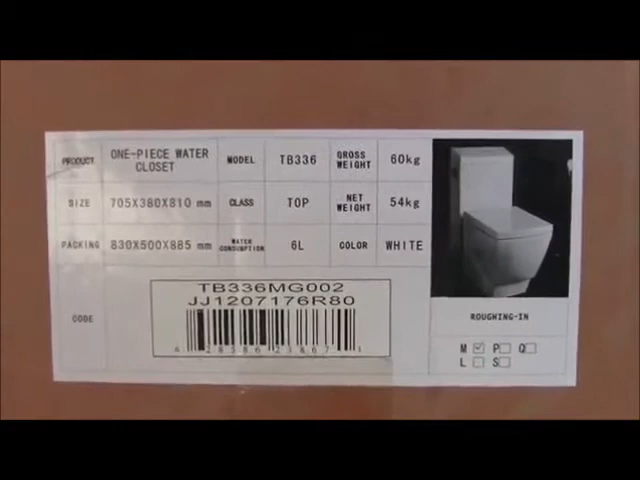 PRODUCT ONE-PIECE WATER CLOSET MODEL TB336 GROSS WEIGHT 60kg
SIZE 705X380X810 mm CLASS TOP NET WEIGHT 54kg
PACKING 830X500X885 mm WATER CONSUMPTION 6L COLOR WHITE
CODE
TB336MG002
JJ1207176R80
ROUGHING-IN
M P Q
L S